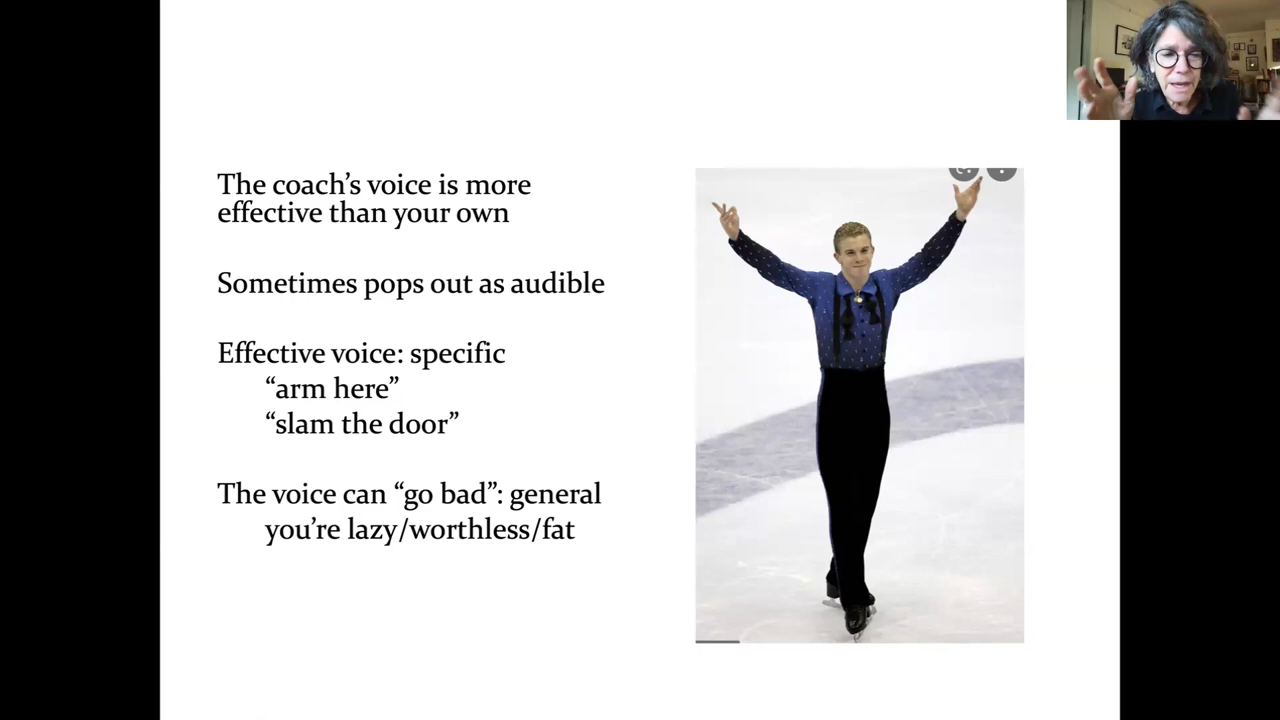 The coach’s voice is more
effective than your own
Sometimes pops out as audible
Effective voice: specific
“arm here”
“slam the door”
The voice can “go bad”: general
you’re lazy/worthless/fat